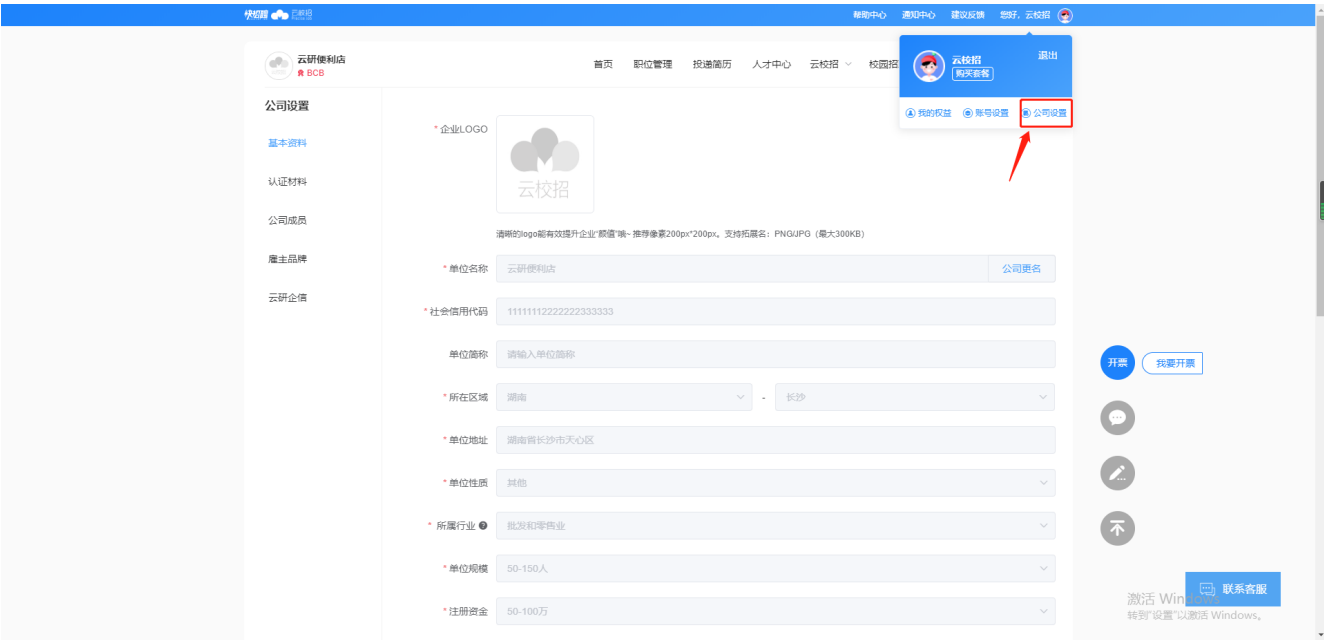 快招聘 云校招
帮助中心 通知中心 建议反馈 您好，云校招
云研便利店
BCB
首页 职位管理 投递简历 人才中心 云校招 校园招
云校招
购买套餐
退出
我的权益 账号设置 公司设置
公司设置
基本资料
认证材料
公司成员
雇主品牌
云研企信
* 企业LOGO
云校招
清晰的logo能有效提升企业“颜值”哦~ 推荐像素200px*200px。支持拓展名：PNG/JPG（最大300KB）
* 单位名称 云研便利店 公司更名
* 社会信用代码 11111112222222333333
单位简称 请输入单位简称
* 所在区域 湖南 - 长沙
* 单位地址 湖南省长沙市天心区
* 单位性质 其他
* 所属行业 批发和零售业
* 单位规模 50-150人
* 注册资金 50-100万
开票 我要开票
联系客服
激活 Windows
转到“设置”以激活 Windows。